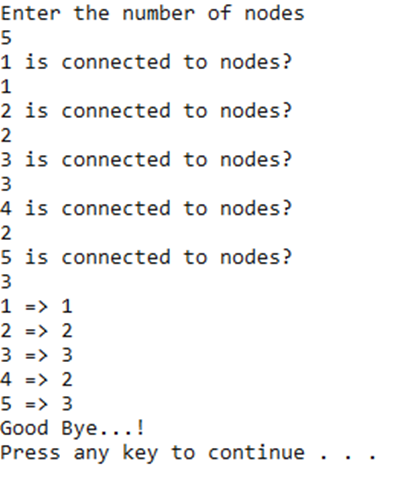 Enter the number of nodes
5
1 is connected to nodes?
1
2 is connected to nodes?
2
3 is connected to nodes?
3
4 is connected to nodes?
2
5 is connected to nodes?
3
1 => 1
2 => 2
3 => 3
4 => 2
5 => 3
Good Bye...!
Press any key to continue . . .